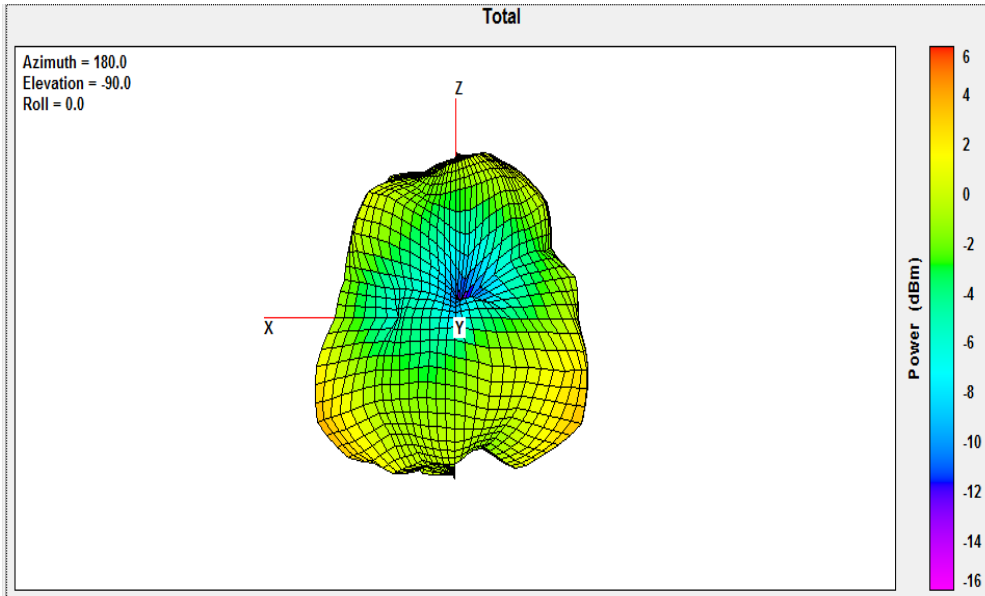 Total
Azimuth = 180.0
Elevation = -90.0
Roll = 0.0
Z
X
Y
6
4
2
0
-2
-4
-6
-8
-10
-12
-14
-16
Power (dBm)